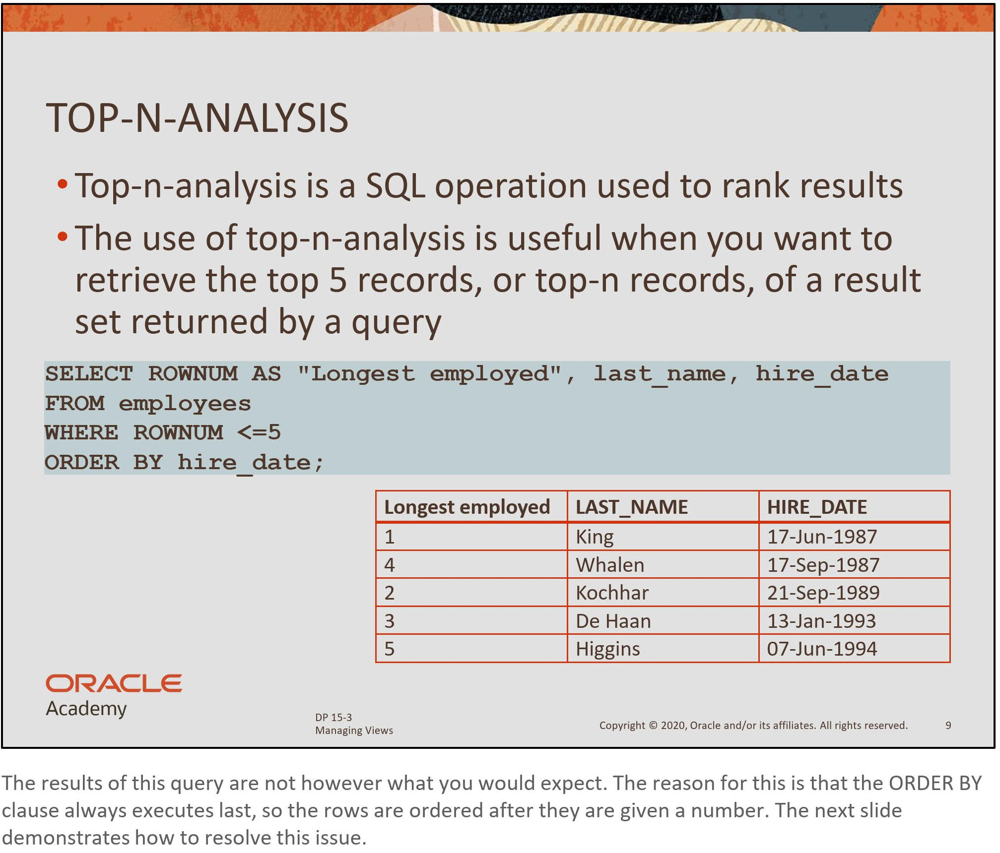 TOP-N-ANALYSIS
• Top-n-analysis is a SQL operation used to rank results
• The use of top-n-analysis is useful when you want to
retrieve the top 5 records, or top-n records, of a result
set returned by a query
SELECT ROWNUM AS "Longest employed", last_name, hire_date
FROM employees
WHERE ROWNUM <=5
ORDER BY hire_date;
Longest employed LAST_NAME HIRE_DATE
1 King 17-Jun-1987
4 Whalen 17-Sep-1987
2 Kochhar 21-Sep-1989
3 De Haan 13-Jan-1993
5 Higgins 07-Jun-1994
ORACLE
Academy
DP 15-3
Managing Views
Copyright © 2020, Oracle and/or its affiliates. All rights reserved. 9
The results of this query are not however what you would expect. The reason for this is that the ORDER BY
clause always executes last, so the rows are ordered after they are given a number. The next slide
demonstrates how to resolve this issue.